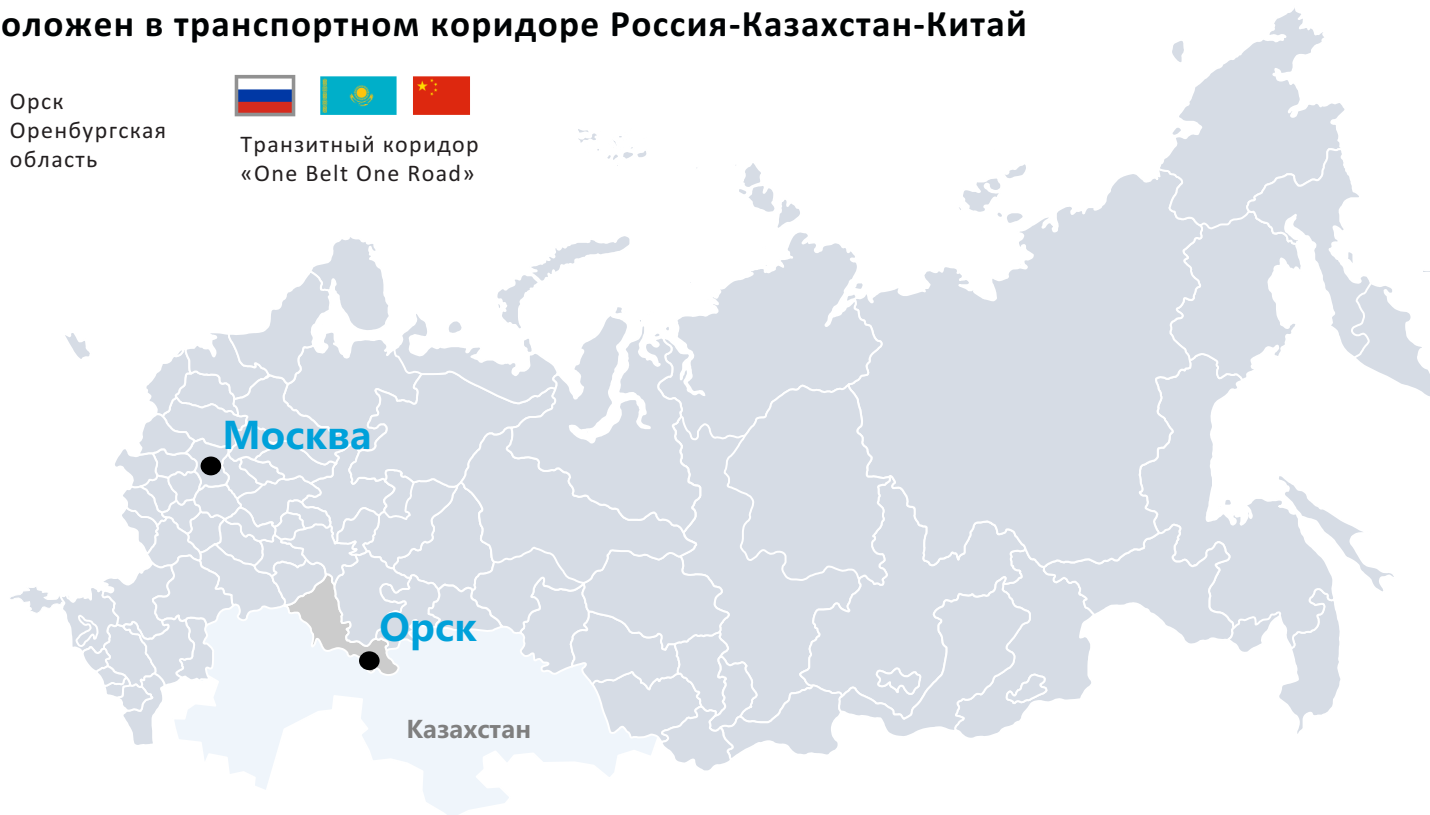 оложен в транспортном коридоре Россия-Казахстан-Китай
Орск
Оренбургская
область
Транзитный коридор
«One Belt One Road»
Москва
Орск
Казахстан